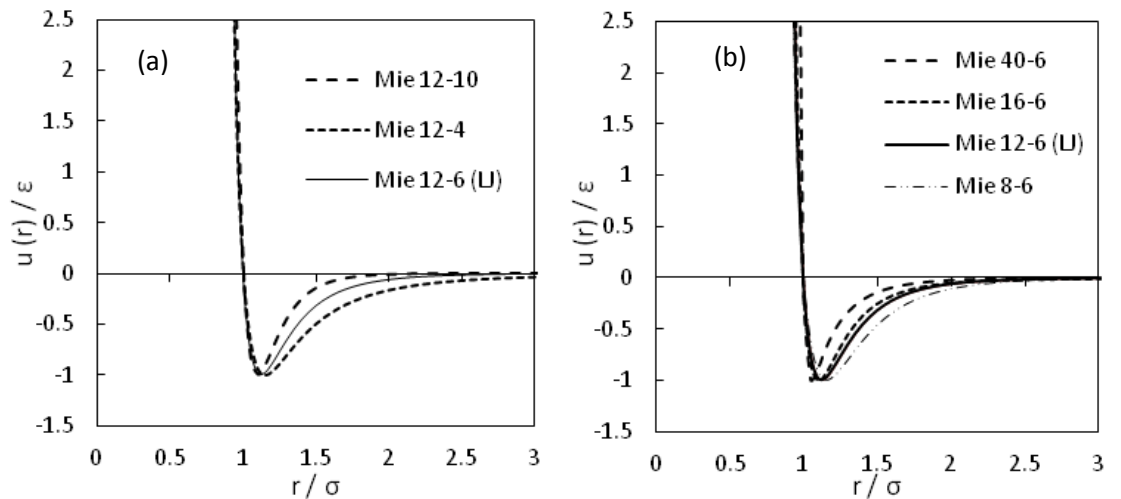 2.5
2
1.5
1
0.5
0
-0.5
-1
-1.5
u (r) / ε
(a)
Mie 12-10
Mie 12-4
Mie 12-6 (LJ)
0 0.5 1 1.5 2 2.5 3
r / σ
2.5
2
1.5
1
0.5
0
-0.5
-1
-1.5
u (r) / ε
(b)
Mie 40-6
Mie 16-6
Mie 12-6 (LJ)
Mie 8-6
0 0.5 1 1.5 2 2.5 3
r / σ